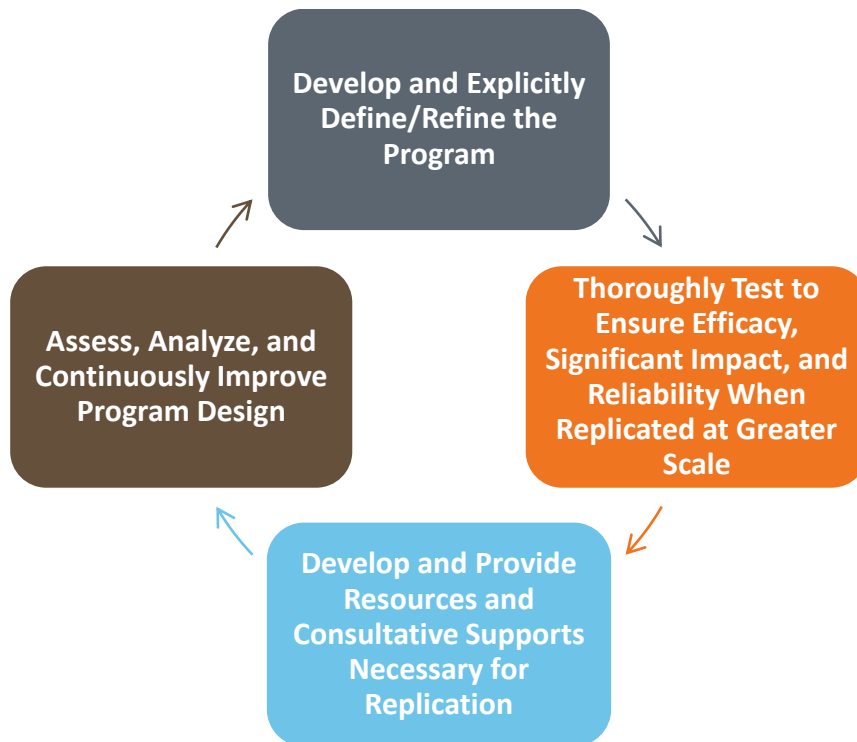 Develop and Explicitly
Define/Refine the
Program
Thoroughly Test to
Ensure Efficacy,
Significant Impact, and
Reliability When
Replicated at Greater
Scale
Develop and Provide
Resources and
Consultative Supports
Necessary for
Replication
Assess, Analyze, and
Continuously Improve
Program Design